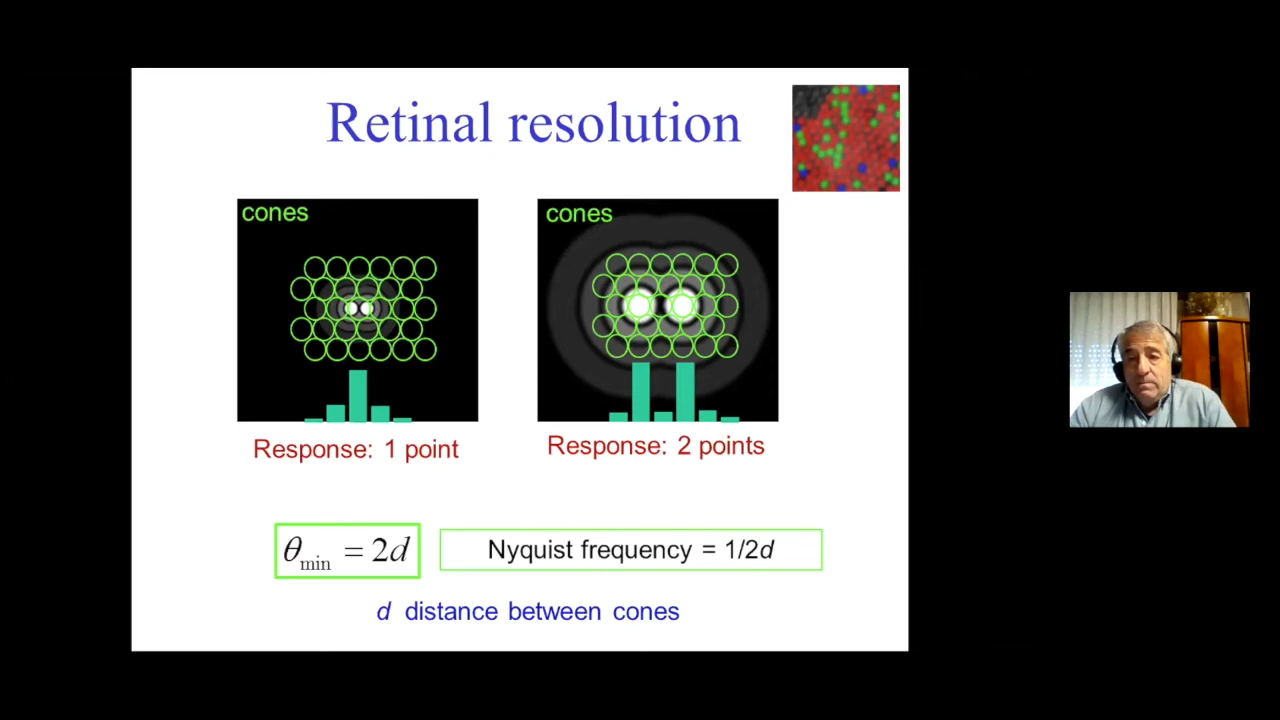 Retinal resolution
cones
cones
Response: 1 point
Response: 2 points
θmin = 2d
Nyquist frequency = 1/2d
d distance between cones